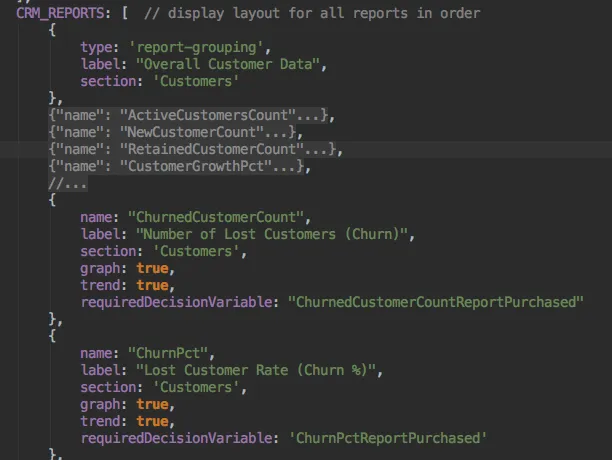 CRM_REPORTS: [  // display layout for all reports in order
    {
        type: 'report-grouping',
        label: "Overall Customer Data",
        section: 'Customers'
    },
    {"name": "ActiveCustomersCount"...},
    {"name": "NewCustomerCount"...},
    {"name": "RetainedCustomerCount"...},
    {"name": "CustomerGrowthPct"...},
    //...
    {
        name: "ChurnedCustomerCount",
        label: "Number of Lost Customers (Churn)",
        section: 'Customers',
        graph: true,
        trend: true,
        requiredDecisionVariable: "ChurnedCustomerCountReportPurchased"
    },
    {
        name: "ChurnPct",
        label: "Lost Customer Rate (Churn %)",
        section: 'Customers',
        graph: true,
        trend: true,
        requiredDecisionVariable: 'ChurnPctReportPurchased'
    },